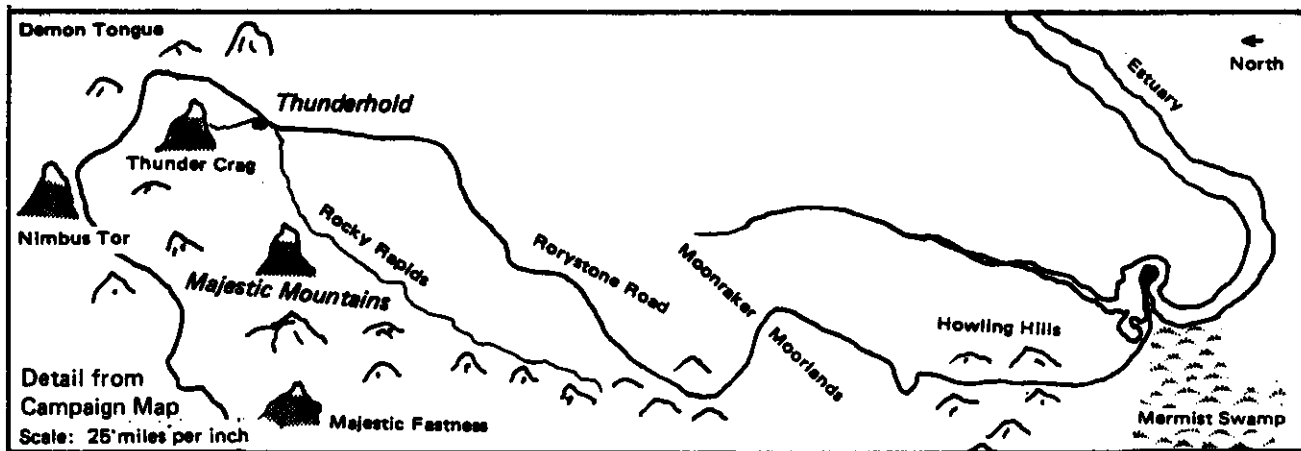 Demon Tongue
North
Estuary
Thunderhold
Thunder Crag
Nimbus Tor
Rocky Rapids
Rorystone Road
Moonraker
Moorlands
Majestic Mountains
Howling Hills
Detail from
Campaign Map
Scale: 25 miles per inch
Majestic Fastness
Mermist Swamp